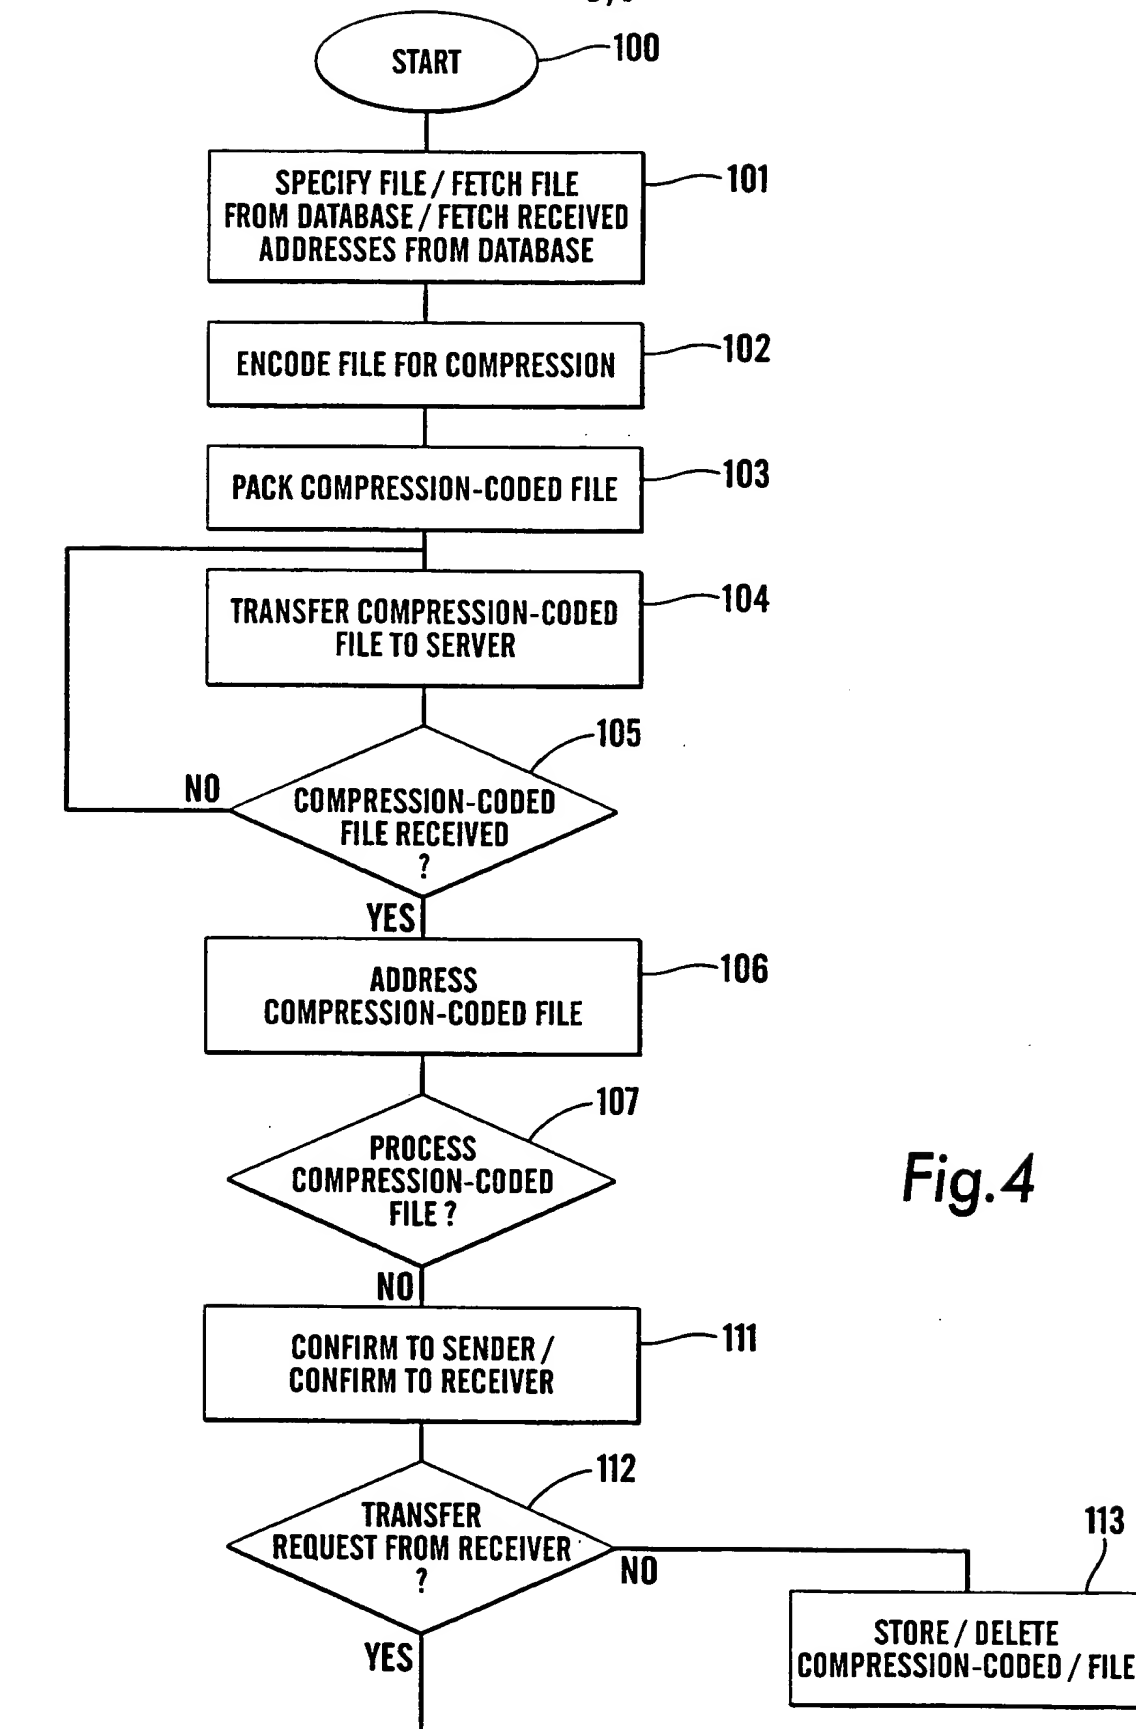 START
100
SPECIFY FILE / FETCH FILE
FROM DATABASE / FETCH RECEIVED
ADDRESSES FROM DATABASE
101
ENCODE FILE FOR COMPRESSION
102
PACK COMPRESSION-CODED FILE
103
TRANSFER COMPRESSION-CODED
FILE TO SERVER
104
105
NO
COMPRESSION-CODED
FILE RECEIVED
?
YES
ADDRESS
COMPRESSION-CODED FILE
106
107
PROCESS
COMPRESSION-CODED
FILE ?
Fig.4
NO
CONFIRM TO SENDER /
CONFIRM TO RECEIVER
111
112
TRANSFER
REQUEST FROM RECEIVER
?
NO
113
STORE / DELETE
COMPRESSION-CODED / FILE
YES